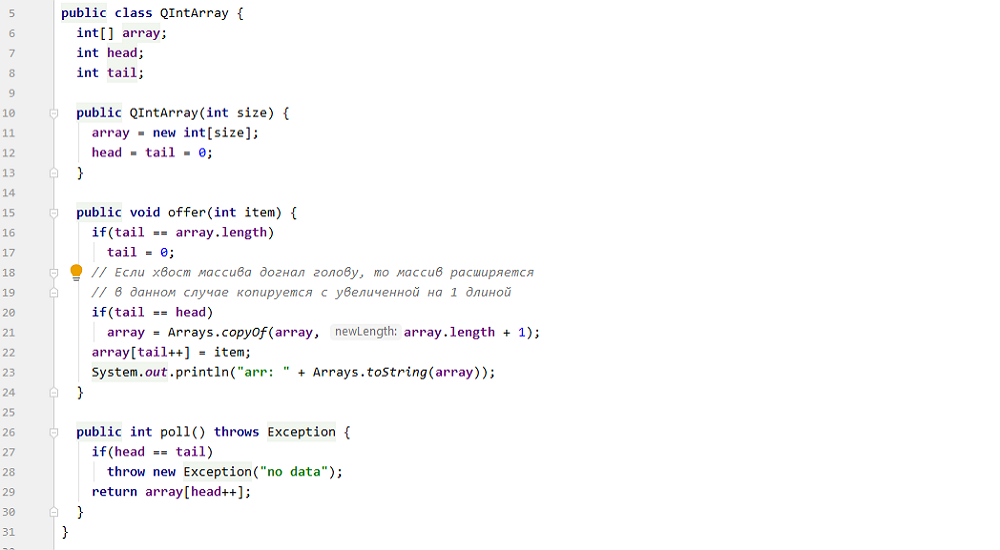 5 public class QIntArray {
6 int[] array;
7 int head;
8 int tail;
9
10 public QIntArray(int size) {
11 array = new int[size];
12 head = tail = 0;
13 }
14
15 public void offer(int item) {
16 if(tail == array.length)
17 tail = 0;
18 // Если хвост массива догнал голову, то массив расширяется
19 // в данном случае копируется с увеличенной на 1 длиной
20 if(tail == head)
21 array = Arrays.copyOf(array, newLength: array.length + 1);
22 array[tail++] = item;
23 System.out.println("arr: " + Arrays.toString(array));
24 }
25
26 public int poll() throws Exception {
27 if(head == tail)
28 throw new Exception("no data");
29 return array[head++];
30 }
31 }